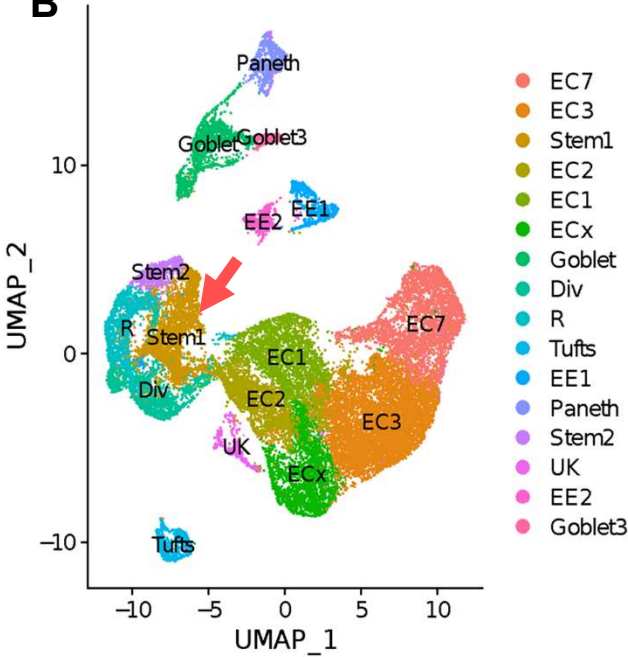 B
Paneth
Goblet
Goblet3
EE1
EE2
Stem2
R
Stem1
EC7
EC1
Div
EC2
EC3
UK
ECx
Tufts
UMAP_2
10
0
−10
−10
−5
0
5
10
UMAP_1
EC7
EC3
Stem1
EC2
EC1
ECx
Goblet
Div
R
Tufts
EE1
Paneth
Stem2
UK
EE2
Goblet3